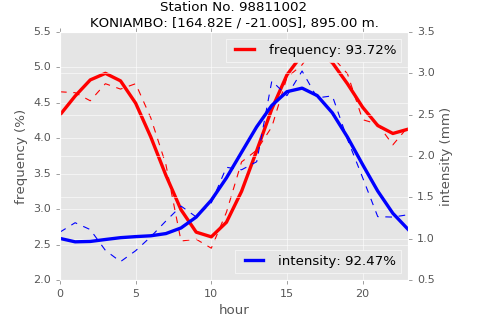 Station No. 98811002
KONIAMBO: [164.82E / -21.00S], 895.00 m.
5.5
5.0
4.5
4.0
3.5
3.0
2.5
2.0
frequency (%)
3.5
3.0
2.5
2.0
1.5
1.0
0.5
intensity (mm)
frequency: 93.72%
intensity: 92.47%
0 5 10 15 20
hour